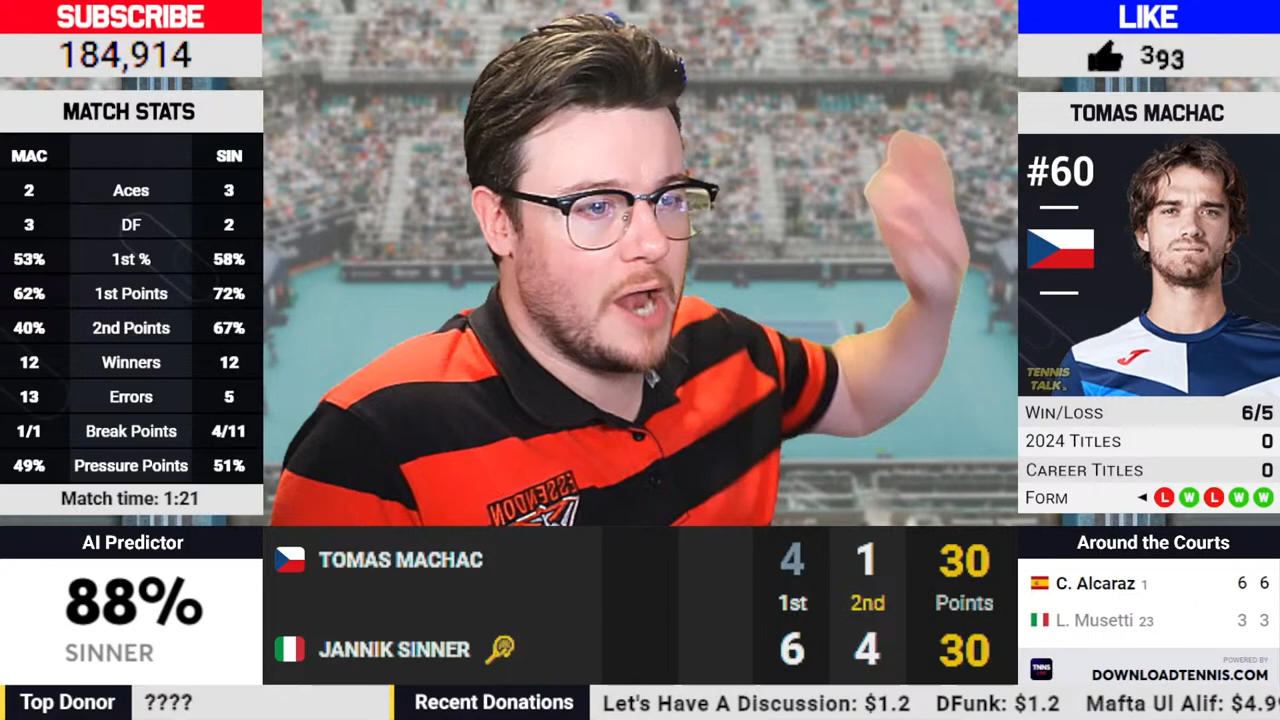 SUBSCRIBE
184,914
MATCH STATS
MAC SIN
2 Aces 3
3 DF 2
53% 1st % 58%
62% 1st Points 72%
40% 2nd Points 67%
12 Winners 12
13 Errors 5
1/1 Break Points 4/11
49% Pressure Points 51%
Match time: 1:21
AI Predictor
88%
SINNER
ESSENDON
TOMAS MACHAC 4 1 30
1st 2nd Points
JANNIK SINNER 6 4 30
LIKE
393
TOMAS MACHAC
#60
TENNIS
TALK
WIN/LOSS 6/5
2024 TITLES 0
CAREER TITLES 0
FORM L W L W W
Around the Courts
C. Alcaraz 1 6 6
L. Musetti 23 3 3
TNNS
POWERED BY
DOWNLOADTENNIS.COM
Top Donor ???? Recent Donations Let's Have A Discussion: $1.2 DFunk: $1.2 Mafta Ul Alif: $4.9